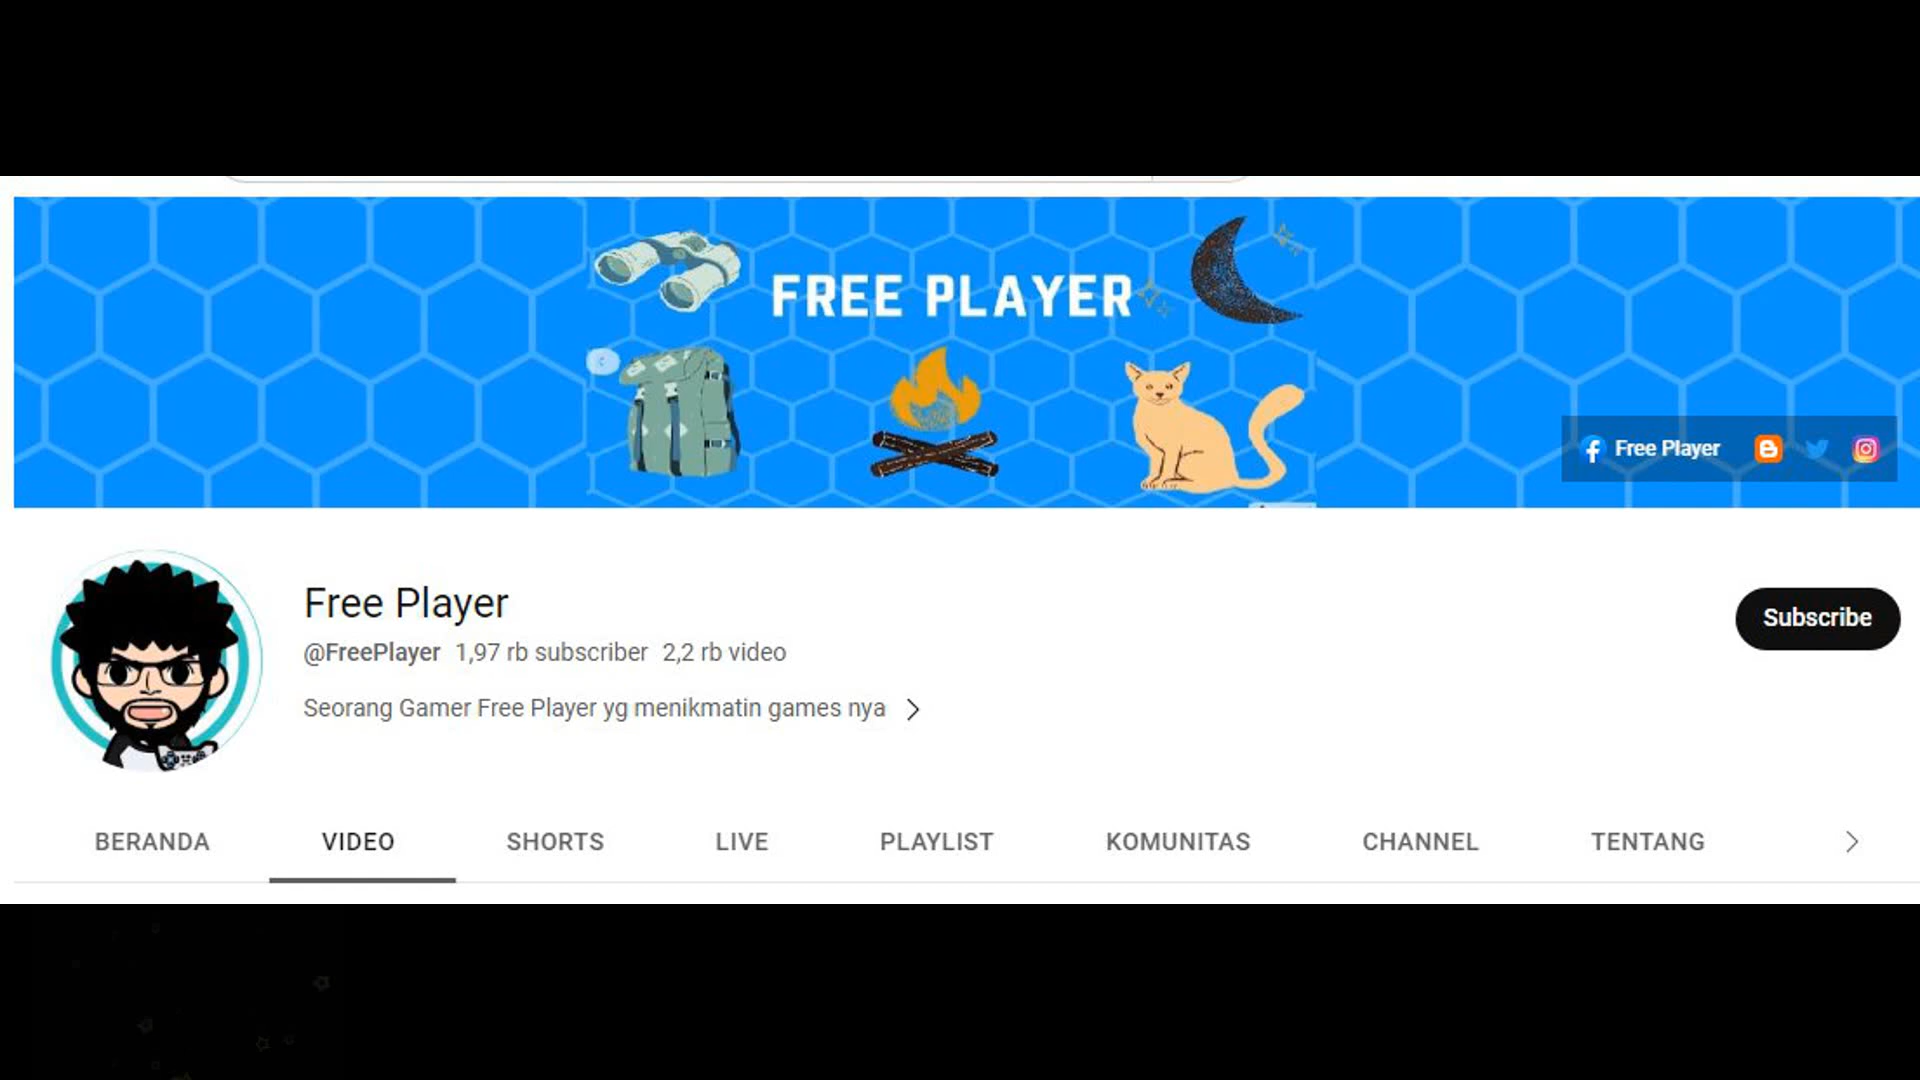 FREE PLAYER
Free Player
Free Player
@FreePlayer 1,97 rb subscriber 2,2 rb video
Subscribe
Seorang Gamer Free Player yg menikmatin games nya
BERANDA VIDEO SHORTS LIVE PLAYLIST KOMUNITAS CHANNEL TENTANG